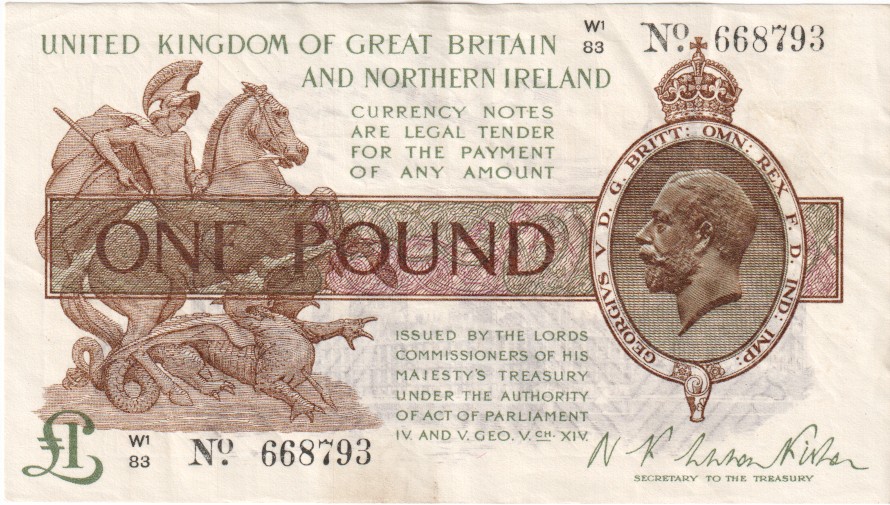 UNITED KINGDOM OF GREAT BRITAIN
AND NORTHERN IRELAND
W1
83
No. 668793
CURRENCY NOTES
ARE LEGAL TENDER
FOR THE PAYMENT
OF ANY AMOUNT
GEORGIVS V D. G. BRITT: OMN: REX F. D. IND: IMP:
ONE POUND
ISSUED BY THE LORDS
COMMISSIONERS OF HIS
MAJESTY'S TREASURY
UNDER THE AUTHORITY
OF ACT OF PARLIAMENT
IV. AND V. GEO. V. CH. XIV.
£1
W1
83
No. 668793
SECRETARY TO THE TREASURY